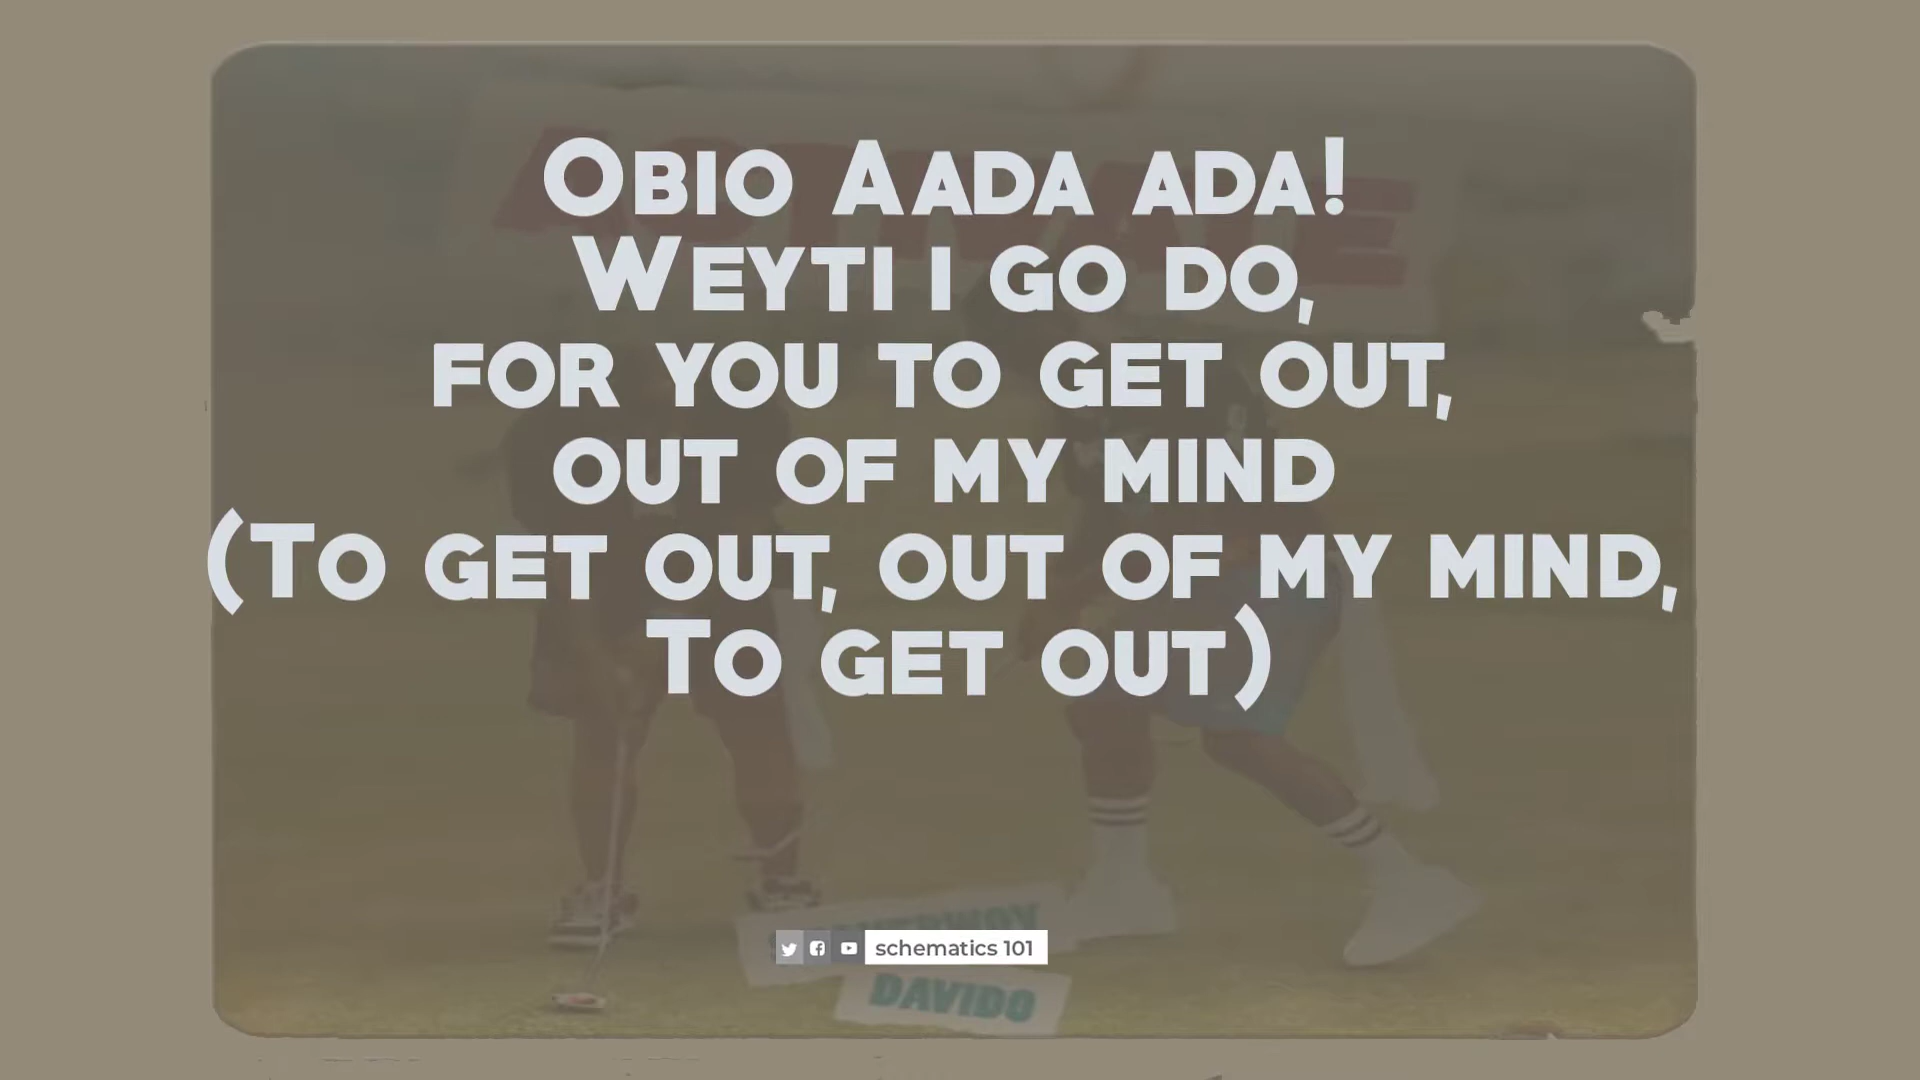 ACTIVATE
Obio Aada ada!
Weyti i go do,
for you to get out,
out of my mind
(To get out, out of my mind,
To get out)
schematics 101
DAVIDO